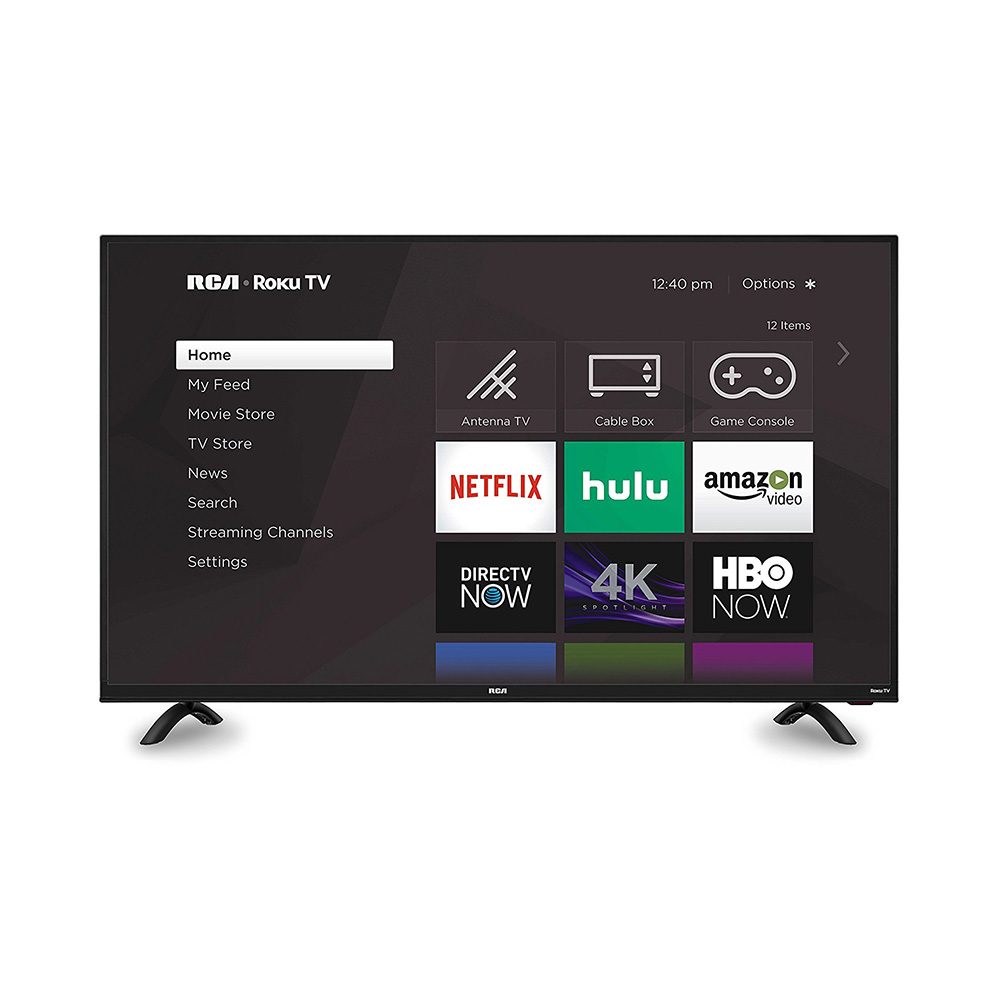 RCA • Roku TV
12:40 pm
Options *
12 Items
Home
My Feed
Movie Store
TV Store
News
Search
Streaming Channels
Settings
Antenna TV
Cable Box
Game Console
NETFLIX
hulu
amazon
video
DIRECTV
NOW
4K
SPOTLIGHT
HBO
NOW
RCA
Roku TV